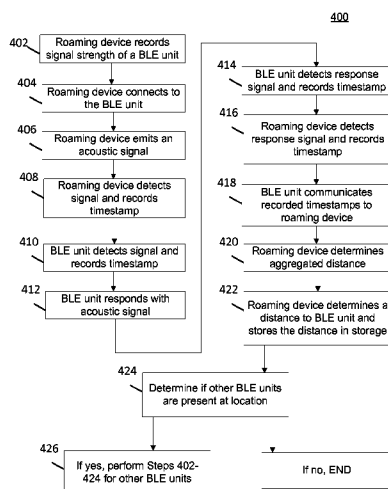 400
402
Roaming device records
signal strength of a BLE unit
404
Roaming device connects to
the BLE unit
406
Roaming device emits an
acoustic signal
408
Roaming device detects
signal and records
timestamp
410
BLE unit detects signal and
records timestamp
412
BLE unit responds with
acoustic signal
414
BLE unit detects response
signal and records timestamp
416
Roaming device detects
response signal and records
timestamp
418
BLE unit communicates
recorded timestamps to
roaming device
420
Roaming device determines
aggregated distance
422
Roaming device determines a
distance to BLE unit and
stores the distance in storage
424
Determine if other BLE units
are present at location
426
If yes, perform Steps 402-
424 for other BLE units
If no, END